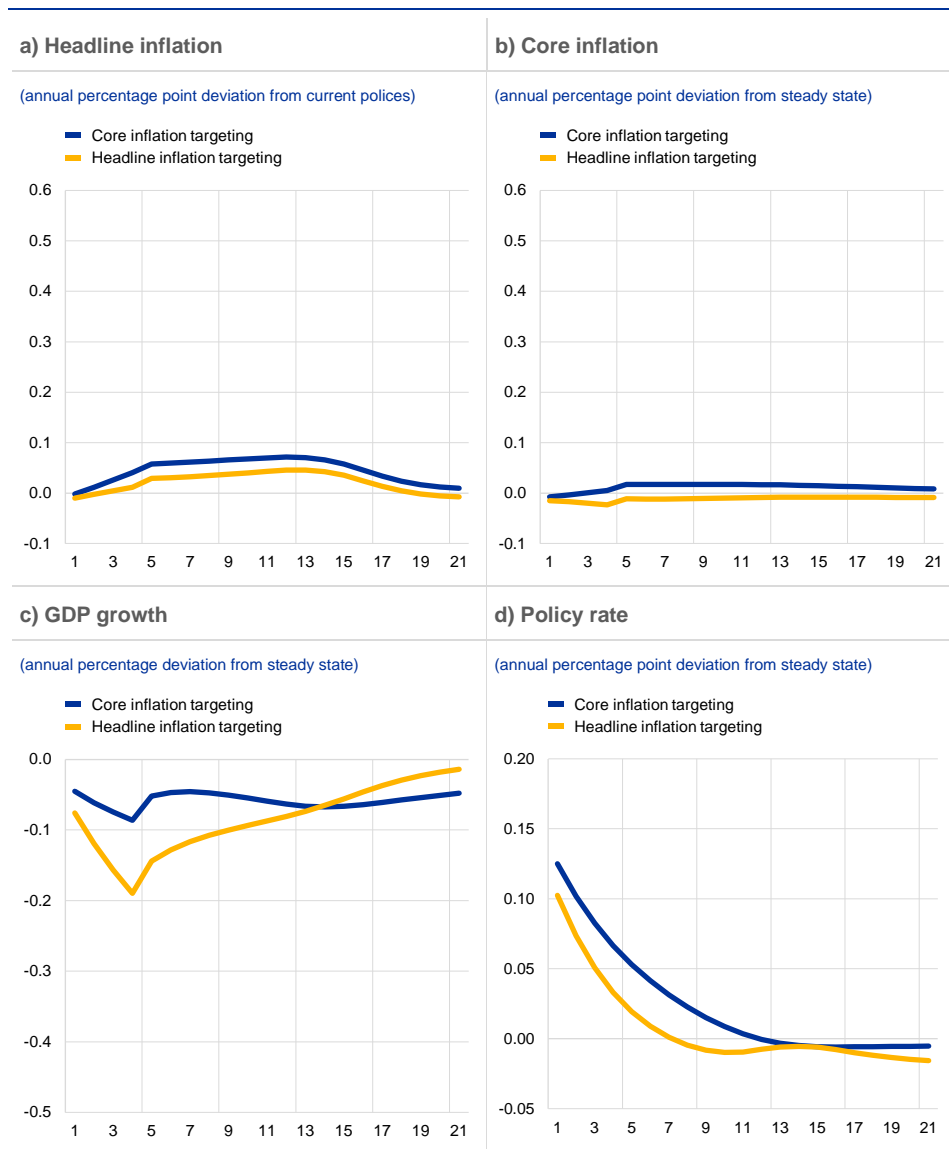 a) Headline inflation
(annual percentage point deviation from current polices)
Core inflation targeting
Headline inflation targeting
0.6
0.5
0.4
0.3
0.2
0.1
0.0
-0.1
1 3 5 7 9 11 13 15 17 19 21
b) Core inflation
(annual percentage point deviation from steady state)
Core inflation targeting
Headline inflation targeting
0.6
0.5
0.4
0.3
0.2
0.1
0.0
-0.1
1 3 5 7 9 11 13 15 17 19 21
c) GDP growth
(annual percentage deviation from steady state)
Core inflation targeting
Headline inflation targeting
0.0
-0.1
-0.2
-0.3
-0.4
-0.5
1 3 5 7 9 11 13 15 17 19 21
d) Policy rate
(annual percentage point deviation from steady state)
Core inflation targeting
Headline inflation targeting
0.20
0.15
0.10
0.05
0.00
-0.05
1 3 5 7 9 11 13 15 17 19 21